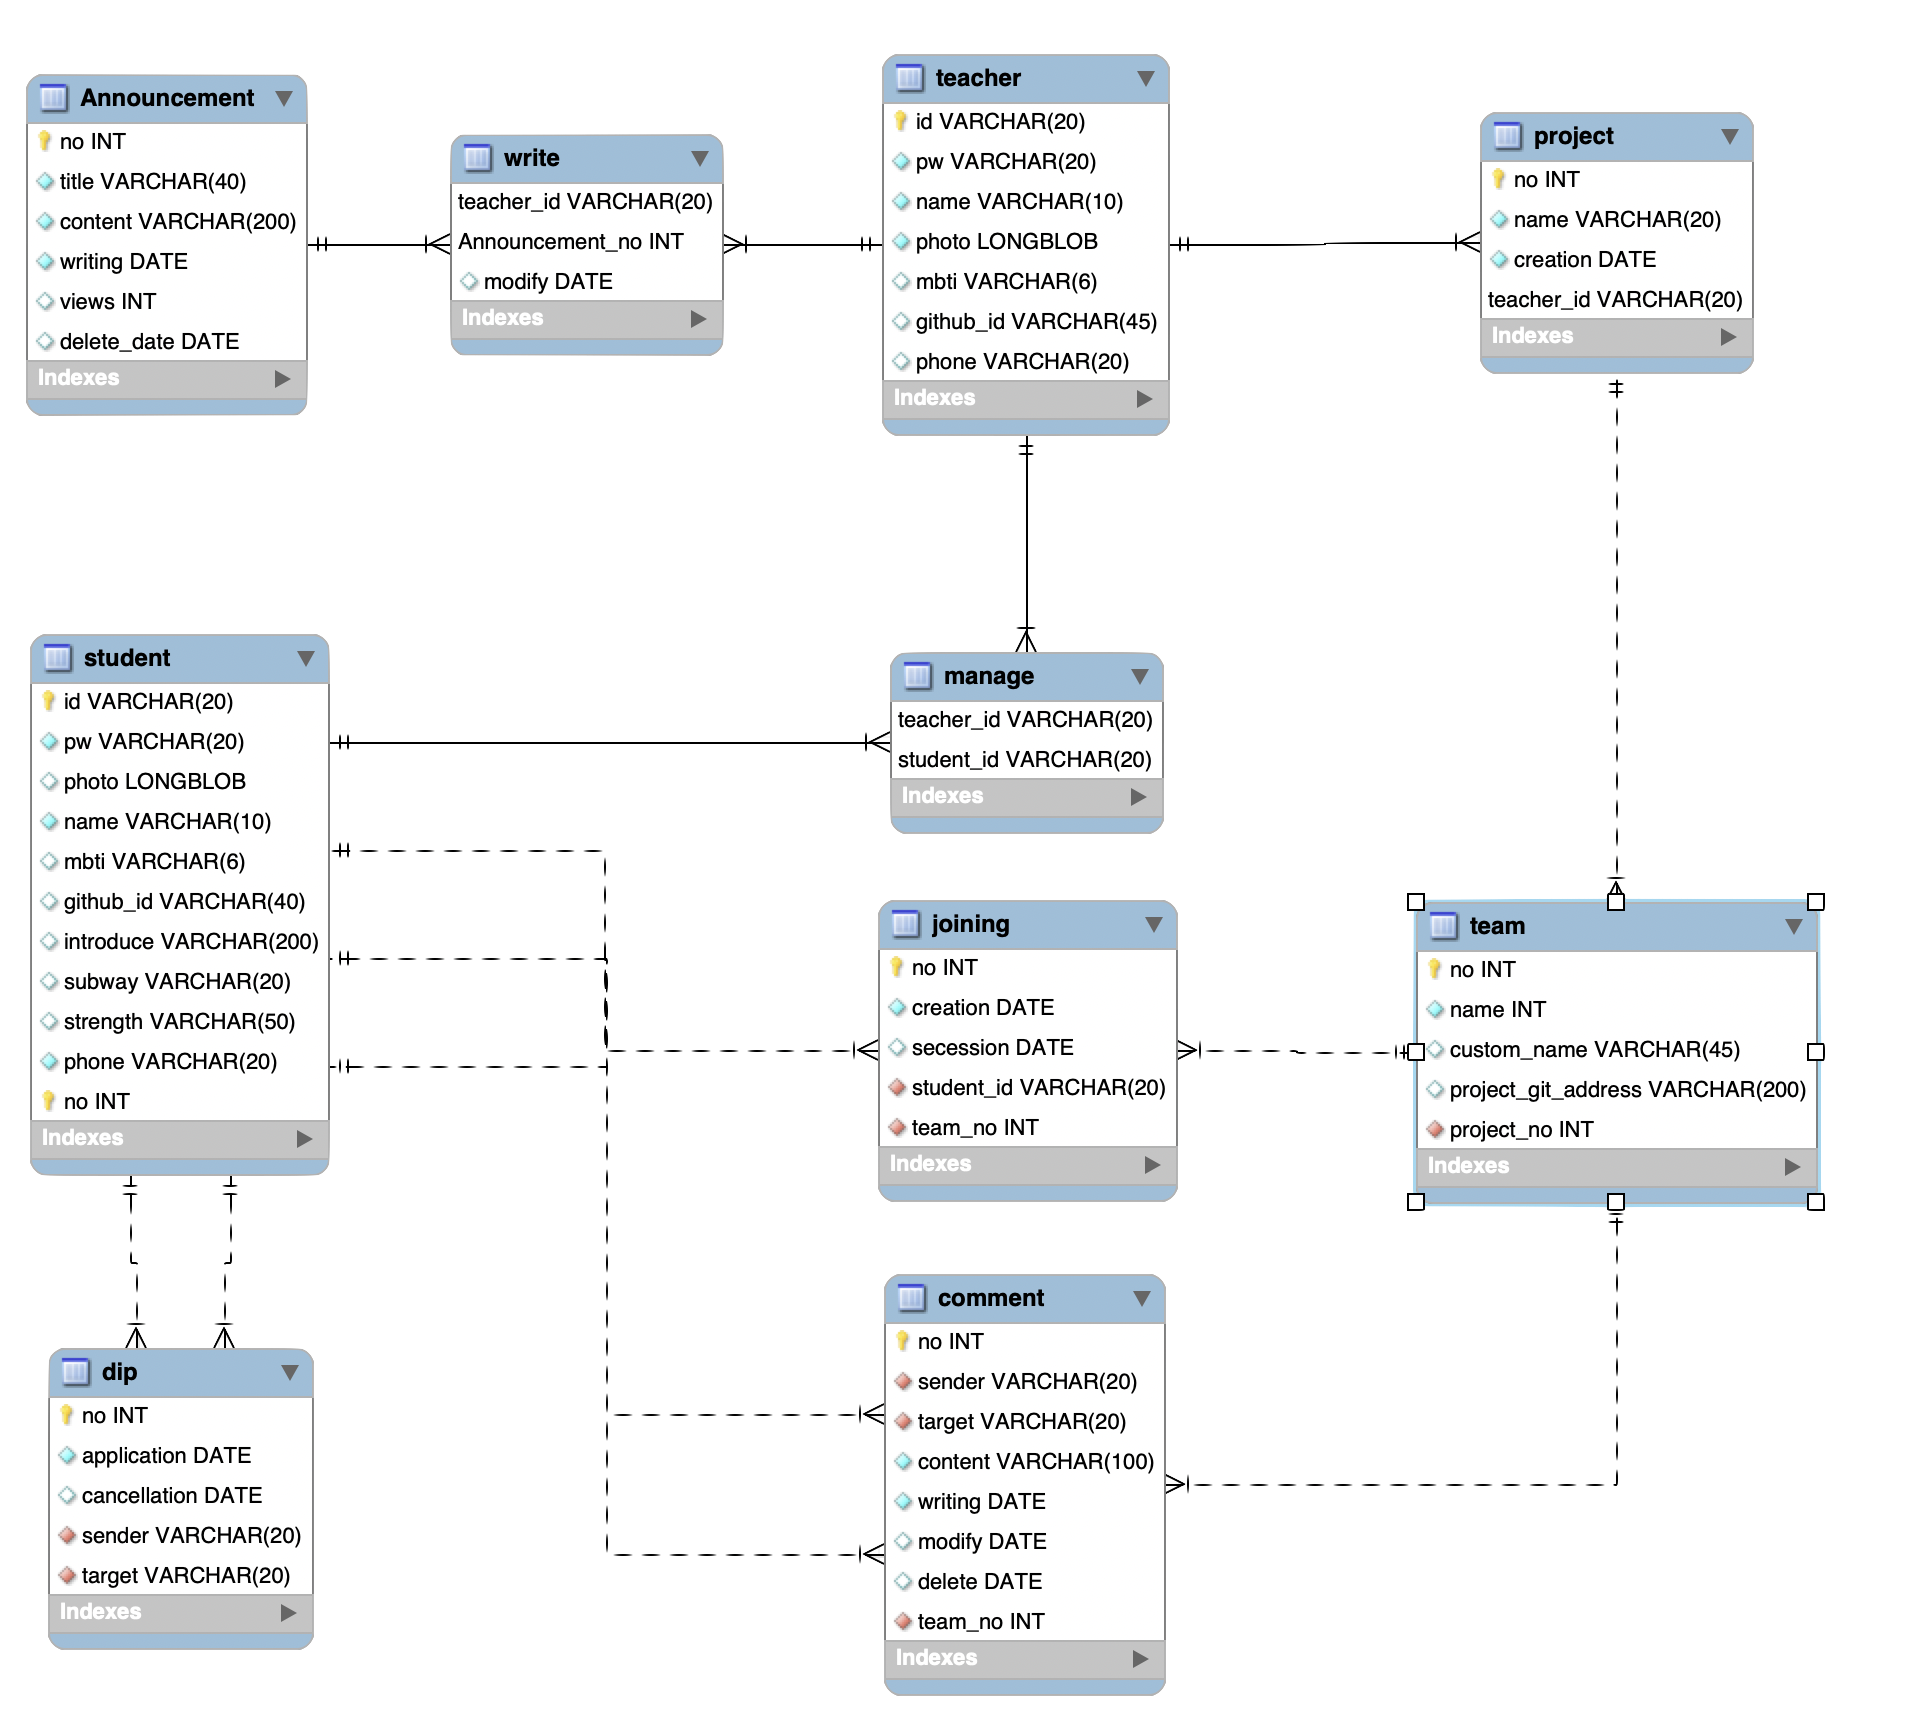 Announcement
no INT
title VARCHAR(40)
content VARCHAR(200)
writing DATE
views INT
delete_date DATE
Indexes
write
teacher_id VARCHAR(20)
Announcement_no INT
modify DATE
Indexes
teacher
id VARCHAR(20)
pw VARCHAR(20)
name VARCHAR(10)
photo LONGBLOB
mbti VARCHAR(6)
github_id VARCHAR(45)
phone VARCHAR(20)
Indexes
project
no INT
name VARCHAR(20)
creation DATE
teacher_id VARCHAR(20)
Indexes
student
id VARCHAR(20)
pw VARCHAR(20)
photo LONGBLOB
name VARCHAR(10)
mbti VARCHAR(6)
github_id VARCHAR(40)
introduce VARCHAR(200)
subway VARCHAR(20)
strength VARCHAR(50)
phone VARCHAR(20)
no INT
Indexes
manage
teacher_id VARCHAR(20)
student_id VARCHAR(20)
Indexes
joining
no INT
creation DATE
secession DATE
student_id VARCHAR(20)
team_no INT
Indexes
team
no INT
name INT
custom_name VARCHAR(45)
project_git_address VARCHAR(200)
project_no INT
Indexes
dip
no INT
application DATE
cancellation DATE
sender VARCHAR(20)
target VARCHAR(20)
Indexes
comment
no INT
sender VARCHAR(20)
target VARCHAR(20)
content VARCHAR(100)
writing DATE
modify DATE
delete DATE
team_no INT
Indexes